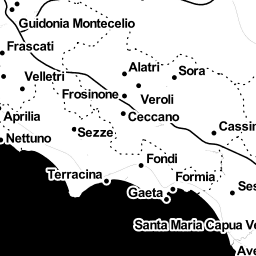 Guidonia Montecelio
Frascati
Alatri
Sora
Velletri
Frosinone
Veroli
Aprilia
Ceccano
Sezze
Cassin
Nettuno
Fondi
Terracina
Formia
Gaeta
Ses
Santa Maria Capua Ve
Ave